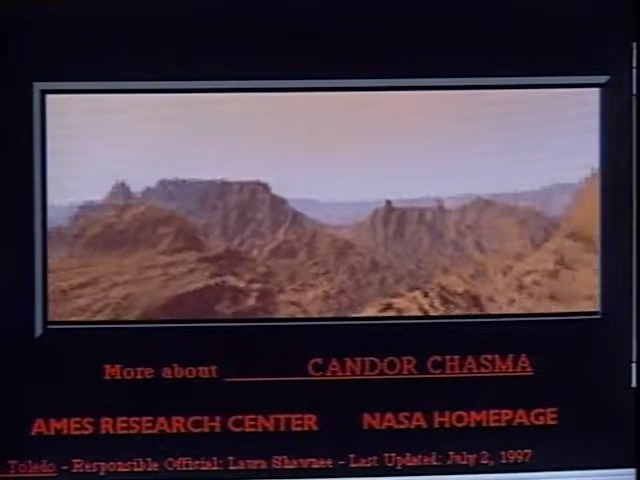 More about CANDOR CHASMA
AMES RESEARCH CENTER NASA HOMEPAGE
Toledo - Responsible Official: Laura Shawnee - Last Updated: July 2, 1997